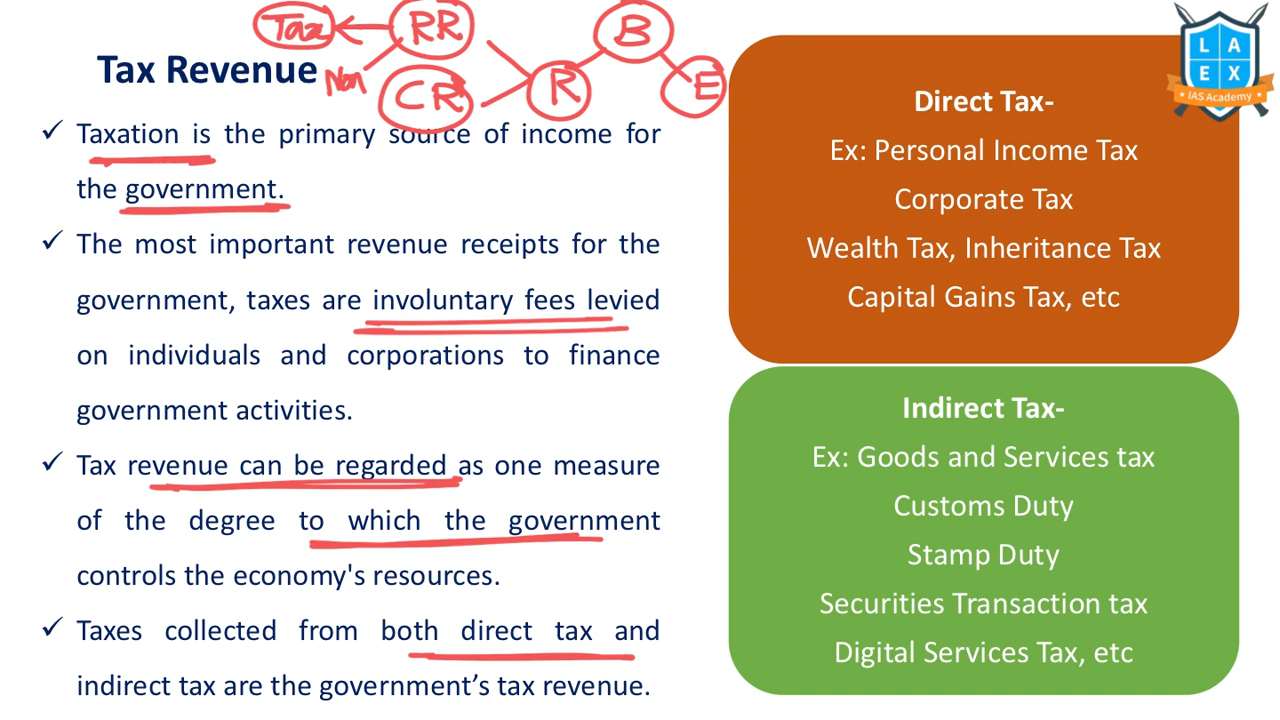 Tax
RR
B
Tax Revenue
Non
CR
R
E
✓ Taxation is the primary source of income for
the government.
✓ The most important revenue receipts for the
government, taxes are involuntary fees levied
on individuals and corporations to finance
government activities.
✓ Tax revenue can be regarded as one measure
of the degree to which the government
controls the economy's resources.
✓ Taxes collected from both direct tax and
indirect tax are the government’s tax revenue.
Direct Tax-
Ex: Personal Income Tax
Corporate Tax
Wealth Tax, Inheritance Tax
Capital Gains Tax, etc
Indirect Tax-
Ex: Goods and Services tax
Customs Duty
Stamp Duty
Securities Transaction tax
Digital Services Tax, etc
L A
E X
IAS Academy